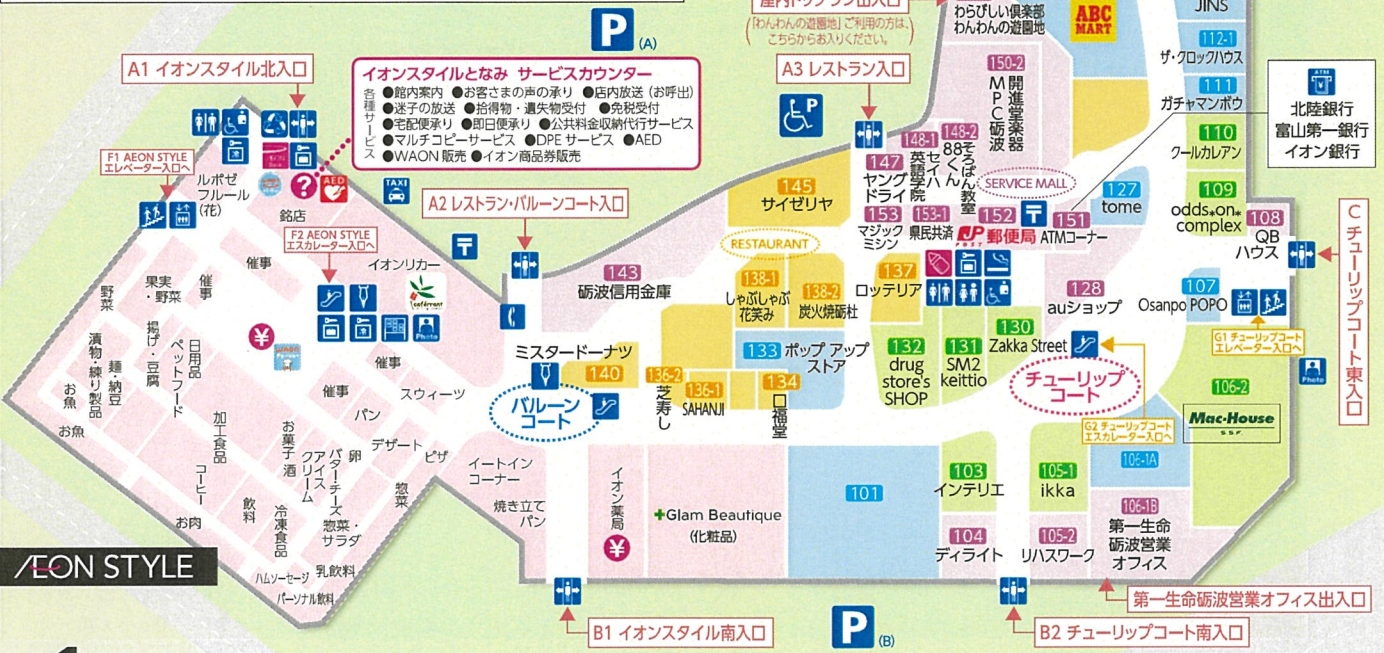 屋内ドッグラン出入口
(「わんわんの遊園地」ご利用の方は、
こちらからお入りください。)
わらびしい倶楽部
わんわんの遊園地
ABC
MART
JINS
112-1
ザ・クロックハウス
111
ガチャマンボウ
110
クールカレアン
109
odds*on*
complex
108
QB
ハウス
ATM
北陸銀行
富山第一銀行
イオン銀行
P
(A)
A1 イオンスタイル北入口
イオンスタイルとなみ サービスカウンター
各種サービス
●館内案内 ●お客さまの声の承り ●店内放送(お呼出)
●迷子の放送 ●拾得物・遺失物受付 ●免税受付
●宅配便承り ●即日便承り ●公共料金収納代行サービス
●マルチコピーサービス ●DPEサービス ●AED
●WAON販売 ●イオン商品券販売
A3 レストラン入口
P
150-2
開進堂楽器
MPC砺波
148-1
セイハ
英語学院
148-2
88くん
そろばん教室
147
ヤング
ドライ
153
マジック
ミシン
153-1
県民共済
152
JP
POST
郵便局
151
ATMコーナー
SERVICE MALL
127
tome
F1 AEON STYLE
エレベーター入口へ
ルポゼ
フルール
(花)
?
AED
TAXI
A2 レストラン・バルーンコート入口
銘店
F2 AEON STYLE
エスカレーター入口へ
イオンリカー
caférrant
Photo
145
サイゼリヤ
RESTAURANT
143
砺波信用金庫
138-1
しゃぶしゃぶ
花笑み
138-2
炭火焼砺社
137
ロッテリア
128
auショップ
107
Osanpo POPO
G1 チューリップコート
エレベーター入口へ
C チューリップコート東入口
Photo
催事
催事
果実
・野菜
野菜
漬物・練り製品
麺・納豆
揚げ・豆腐
日用品
ペットフード
お魚
お魚
加工食品
コーヒー
お肉
飲料
お菓子
酒
アイス
クリーム
バター・チーズ
卵
冷凍食品
惣菜・
サラダ
ハムソーセージ
乳飲料
パーソナル飲料
催事
催事
パン
スウィーツ
デザート
ピザ
惣菜
イートイン
コーナー
焼き立て
パン
ミスタードーナツ
140
バルーン
コート
136-2
芝寿し
136-1
SAHANJI
134
口福堂
133
ポップ アップ
ストア
132
drug
store's
SHOP
131
SM2
keittio
130
Zakka Street
チューリップ
コート
G2 チューリップコート
エスカレーター入口へ
106-2
Mac-House
S.S.F.
106-1A
106-1B
第一生命
砺波営業
オフィス
105-1
ikka
105-2
リハスワーク
103
インテリエ
104
ディライト
101
イオン薬局
¥
Glam Beautique
(化粧品)
ÆON STYLE
B1 イオンスタイル南入口
P
(B)
B2 チューリップコート南入口
第一生命砺波営業オフィス出入口